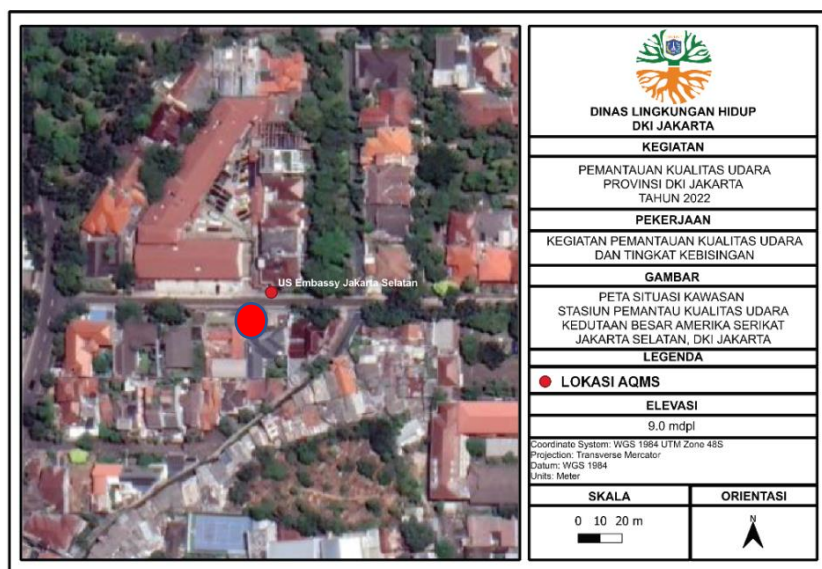 US Embassy Jakarta Selatan
DINAS LINGKUNGAN HIDUP
DKI JAKARTA
KEGIATAN
PEMANTAUAN KUALITAS UDARA
PROVINSI DKI JAKARTA
TAHUN 2022
PEKERJAAN
KEGIATAN PEMANTAUAN KUALITAS UDARA
DAN TINGKAT KEBISINGAN
GAMBAR
PETA SITUASI KAWASAN
STASIUN PEMANTAU KUALITAS UDARA
KEDUTAAN BESAR AMERIKA SERIKAT
JAKARTA SELATAN, DKI JAKARTA
LEGENDA
LOKASI AQMS
ELEVASI
9.0 mdpl
Coordinate System: WGS 1984 UTM Zone 48S
Projection: Transverse Mercator
Datum: WGS 1984
Units: Meter
SKALA
0 10 20 m
ORIENTASI
N